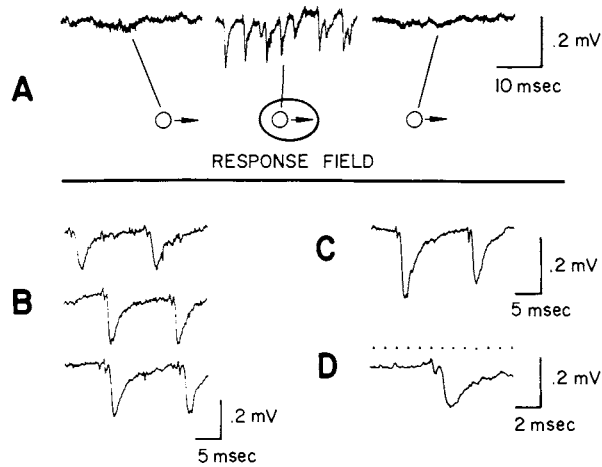 A
.2 mV
10 msec
RESPONSE FIELD
B
C
.2 mV
5 msec
D
.2 mV
2 msec
.2 mV
5 msec